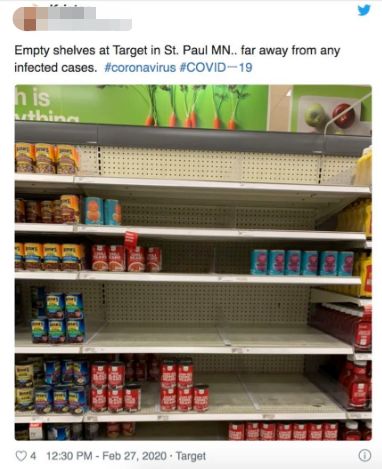 Empty shelves at Target in St. Paul MN.. far away from any
infected cases. #coronavirus #COVID—19
h is
ything
4 12:30 PM - Feb 27, 2020 · Target